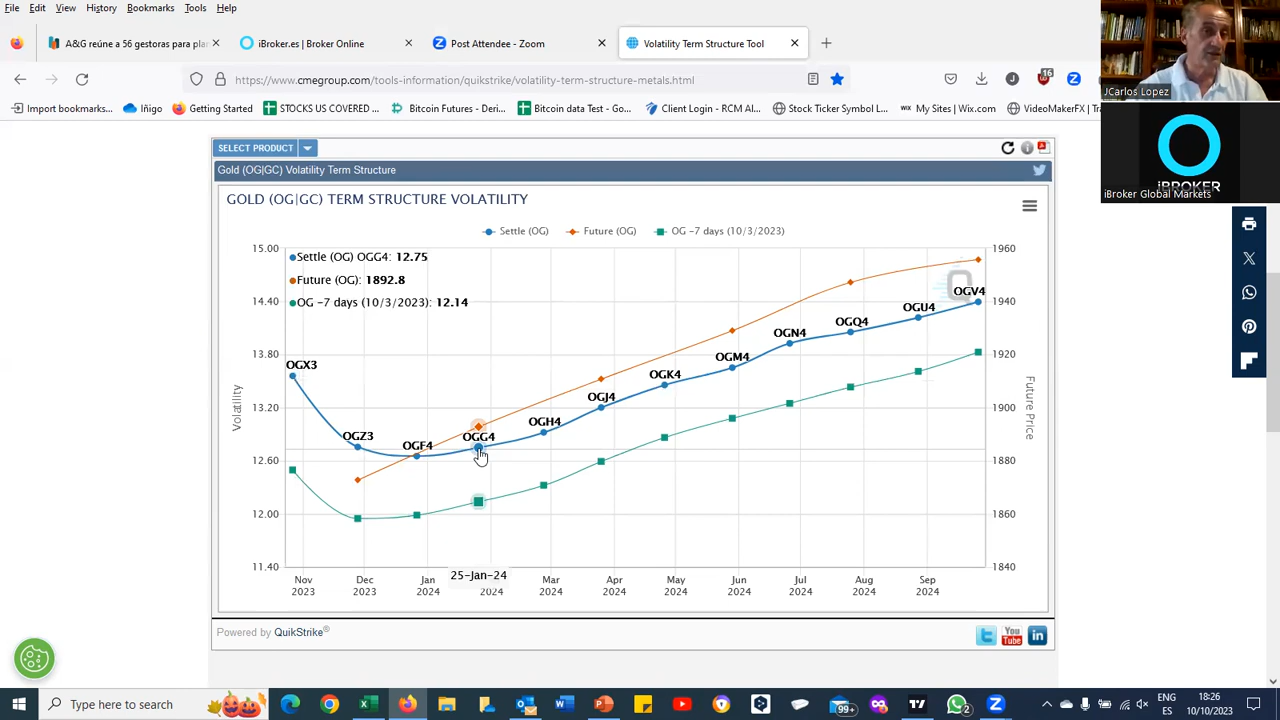 File Edit View History Bookmarks Tools Help
A&G reúne a 56 gestoras para pla
iBroker.es | Broker Online
Post Attendee - Zoom
Volatility Term Structure Tool
https://www.cmegroup.com/tools-information/quikstrike/volatility-term-structure-metals.html
16
Import bookmarks...
Iñigo
Getting Started
STOCKS US COVERED ...
Bitcoin Future - Deri...
Bitcoin data Test - Go...
Client Login - RCM Al...
Stock Ticker Symbol L...
My Sites | Wix.com
JCarlos Lopez
iBROKER
iBroker Global Markets
SELECT PRODUCT
Gold (OG|GC) Volatility Term Structure
GOLD (OG|GC) TERM STRUCTURE VOLATILITY
Settle (OG) Future (OG) OG -7 days (10/3/2023)
Settle (OG) OGG4: 12.75
Future (OG): 1892.8
OG -7 days (10/3/2023): 12.14
15.00
14.40
13.80
13.20
12.60
12.00
11.40
Volatility
1960
1940
1920
1900
1880
1860
1840
Future Price
OGX3
OGZ3
OGF4
OGG4
OGH4
OGJ4
OGK4
OGM4
OGN4
OGQ4
OGU4
OGV4
25-Jan-24
Nov Dec Jan Mar Apr May Jun Jul Aug Sep
2023 2023 2024 2024 2024 2024 2024 2024 2024 2024 2024
Powered by QuikStrike®
You
Tube
Type here to search
99+
2
ENG
ES
18:26
10/10/2023